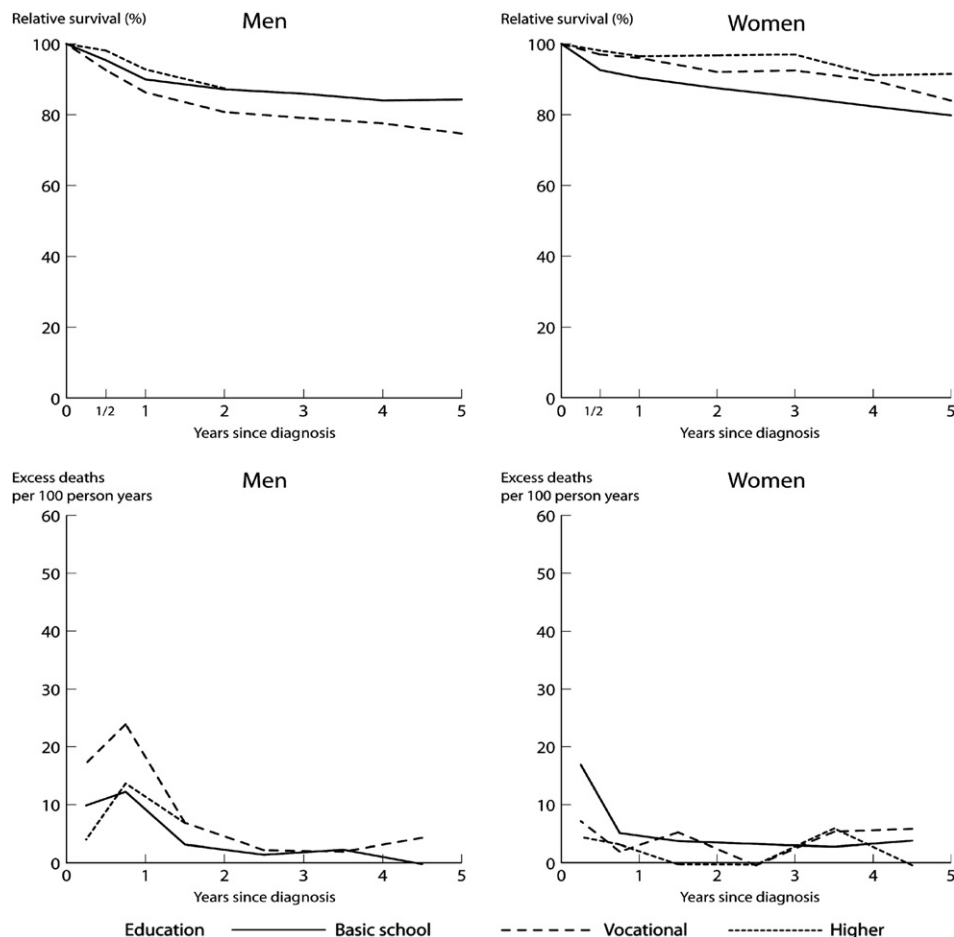 Relative survival (%)
Men
100
80
60
40
20
0
0 1/2 1 2 3 4 5
Years since diagnosis
Relative survival (%)
Women
100
80
60
40
20
0
0 1/2 1 2 3 4 5
Years since diagnosis
Excess deaths
per 100 person years
Men
60
50
40
30
20
10
0
0 1 2 3 4 5
Years since diagnosis
Excess deaths
per 100 person years
Women
60
50
40
30
20
10
0
0 1 2 3 4 5
Years since diagnosis
Education Basic school Vocational Higher